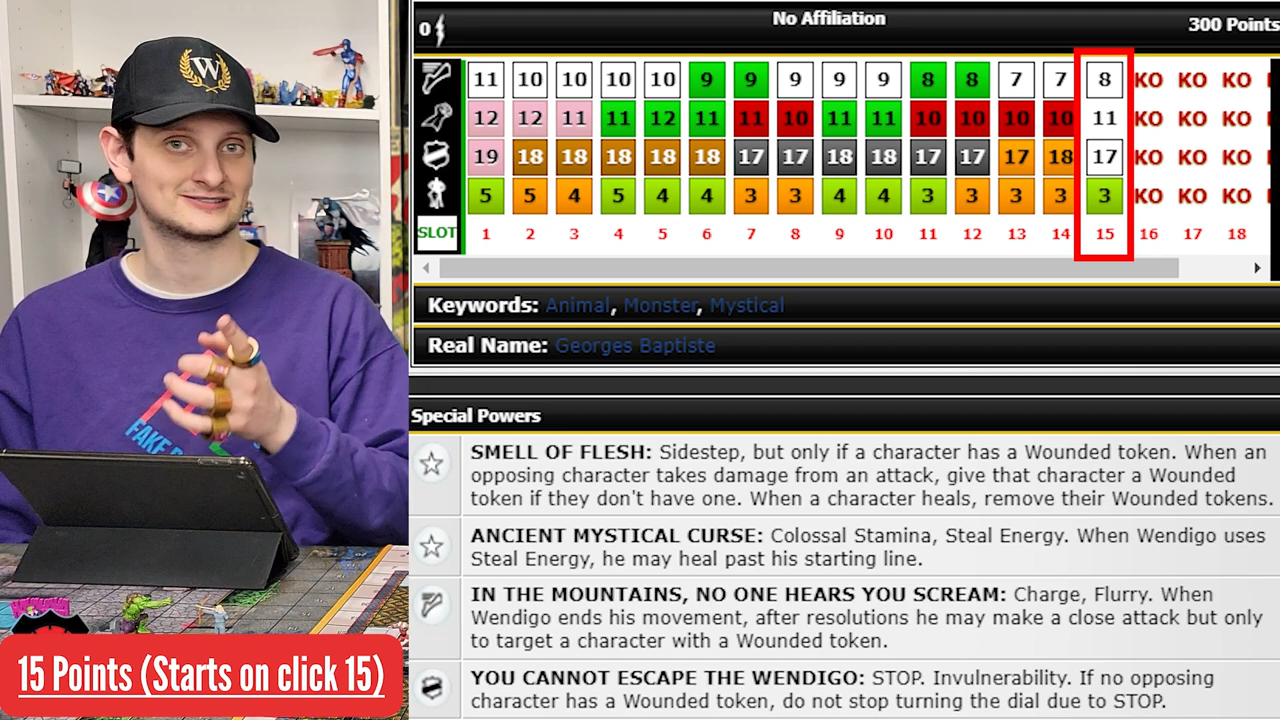 0 No Affiliation 300 Points
11 10 10 10 10 9 9 9 9 9 8 8 7 7 8 KO KO KO
12 12 11 11 12 11 11 10 11 11 10 10 10 10 11 KO KO KO
19 18 18 18 18 18 17 17 18 18 17 17 17 18 17 KO KO KO
5 5 4 5 4 4 3 3 4 4 3 3 3 3 3 KO KO KO
SLOT 1 2 3 4 5 6 7 8 9 10 11 12 13 14 15 16 17 18
Keywords: Animal, Monster, Mystical
Real Name: Georges Baptiste
Special Powers
SMELL OF FLESH: Sidestep, but only if a character has a Wounded token. When an
opposing character takes damage from an attack, give that character a Wounded
token if they don't have one. When a character heals, remove their Wounded tokens.
ANCIENT MYSTICAL CURSE: Colossal Stamina, Steal Energy. When Wendigo uses
Steal Energy, he may heal past his starting line.
IN THE MOUNTAINS, NO ONE HEARS YOU SCREAM: Charge, Flurry. When
Wendigo ends his movement, after resolutions he may make a close attack but only
to target a character with a Wounded token.
YOU CANNOT ESCAPE THE WENDIGO: STOP. Invulnerability. If no opposing
character has a Wounded token, do not stop turning the dial due to STOP.
W
FAKE
15 Points (Starts on click 15)